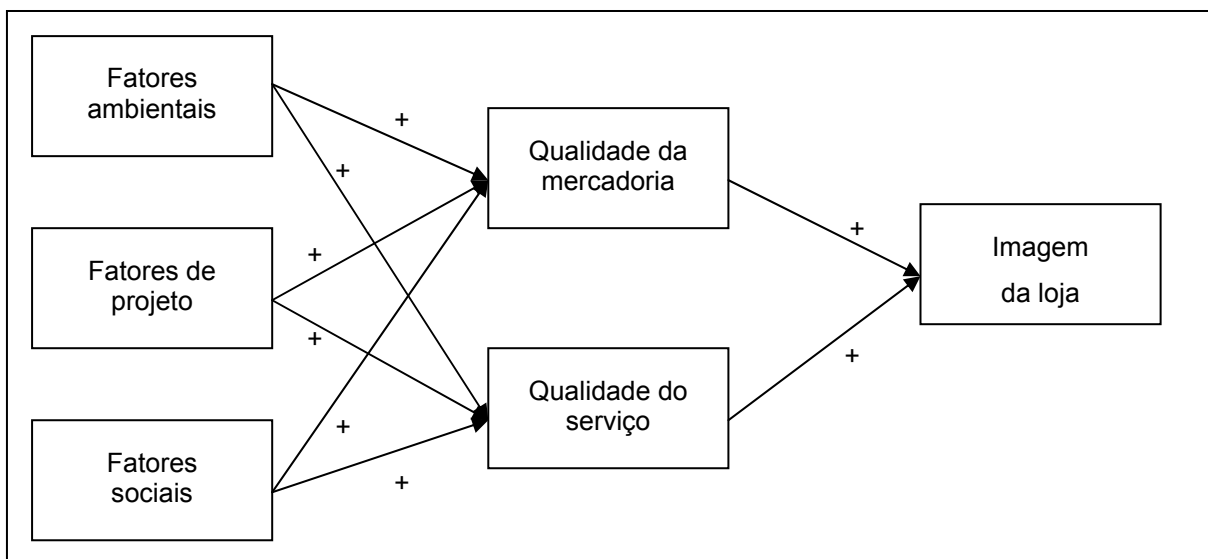 Fatores
ambientais
+
+
Qualidade da
mercadoria
Fatores de
projeto
+
+
+
Imagem
da loja
Qualidade do
serviço
+
Fatores
sociais
+
+